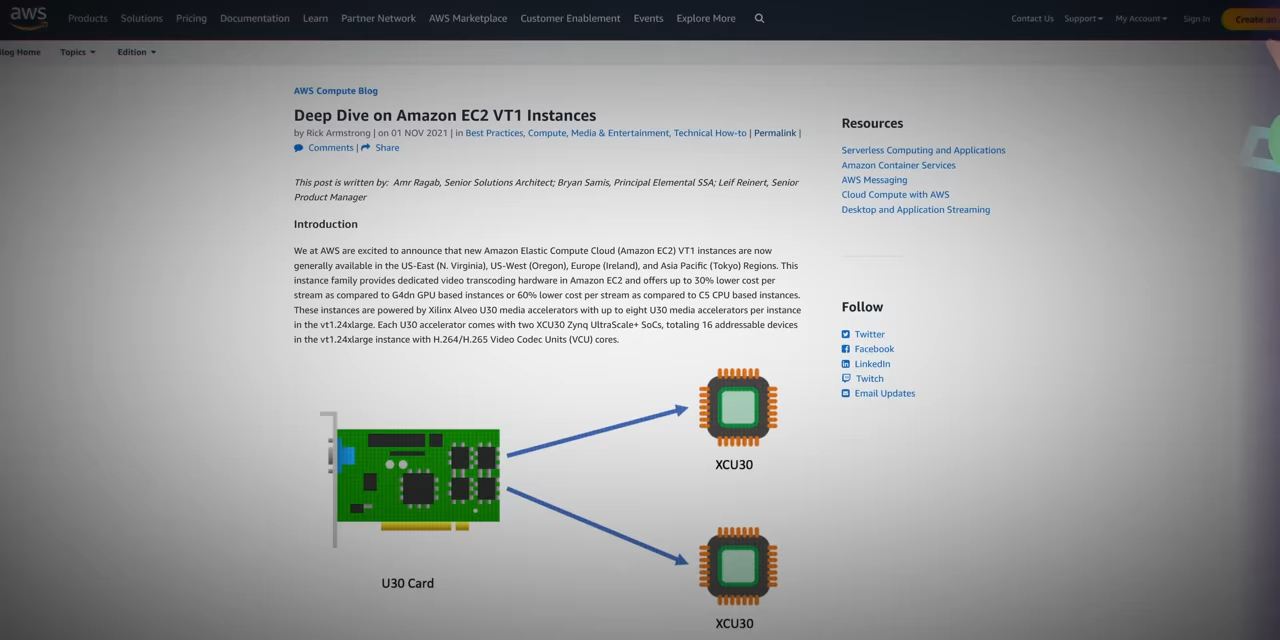 aws
Products Solutions Pricing Documentation Learn Partner Network AWS Marketplace Customer Enablement Events Explore More
Contact Us Support My Account Sign In Create an
Blog Home Topics Edition
AWS Compute Blog
Deep Dive on Amazon EC2 VT1 Instances
by Rick Armstrong | on 01 NOV 2021 | in Best Practices, Compute, Media & Entertainment, Technical How-to | Permalink |
Comments | Share
This post is written by: Amr Ragab, Senior Solutions Architect; Bryan Samis, Principal Elemental SSA; Leif Reinert, Senior
Product Manager
Introduction
We at AWS are excited to announce that new Amazon Elastic Compute Cloud (Amazon EC2) VT1 instances are now
generally available in the US-East (N. Virginia), US-West (Oregon), Europe (Ireland), and Asia Pacific (Tokyo) Regions. This
instance family provides dedicated video transcoding hardware in Amazon EC2 and offers up to 30% lower cost per
stream as compared to G4dn GPU based instances or 60% lower cost per stream as compared to C5 CPU based instances.
These instances are powered by Xilinx Alveo U30 media accelerators with up to eight U30 media accelerators per instance
in the vt1.24xlarge. Each U30 accelerator comes with two XCU30 Zynq UltraScale+ SoCs, totaling 16 addressable devices
in the vt1.24xlarge instance with H.264/H.265 Video Codec Units (VCU) cores.
XCU30
U30 Card
XCU30
Resources
Serverless Computing and Applications
Amazon Container Services
AWS Messaging
Cloud Compute with AWS
Desktop and Application Streaming
Follow
Twitter
Facebook
LinkedIn
Twitch
Email Updates